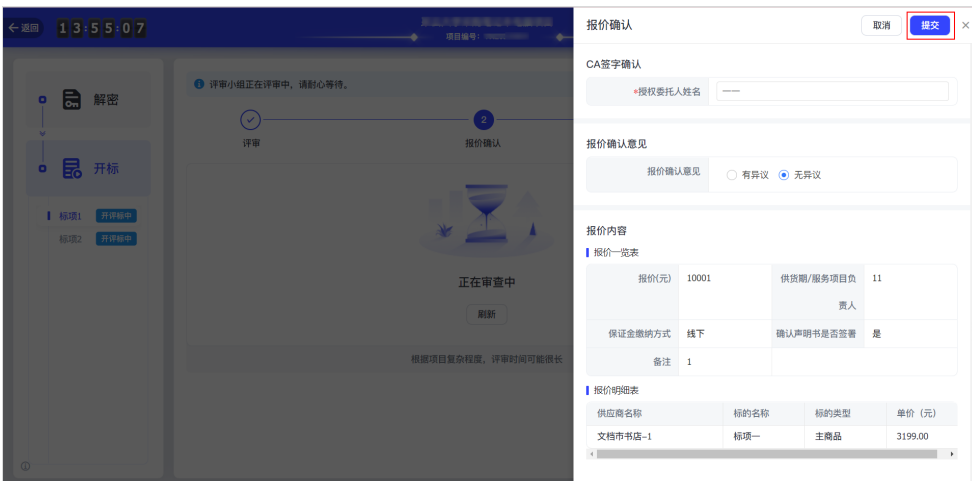 返回
13:55:07
项目编号:
报价确认
取消
提交
CA签字确认
*授权委托人姓名
一一
报价确认意见
报价确认意见
有异议
无异议
报价内容
报价一览表
报价(元) 10001 供货期/服务项目负责人 11
保证金缴纳方式 线下 确认声明书是否签署 是
备注 1
报价明细表
供应商名称 标的名称 标的类型 单价（元）
文档市书店-1 标项一 主商品 3199.00
解密
开标
标项1 开评标中
标项2 开评标中
评审小组正在评审中，请耐心等待。
评审
2
报价确认
正在审查中
刷新
根据项目复杂程度，评审时间可能很长